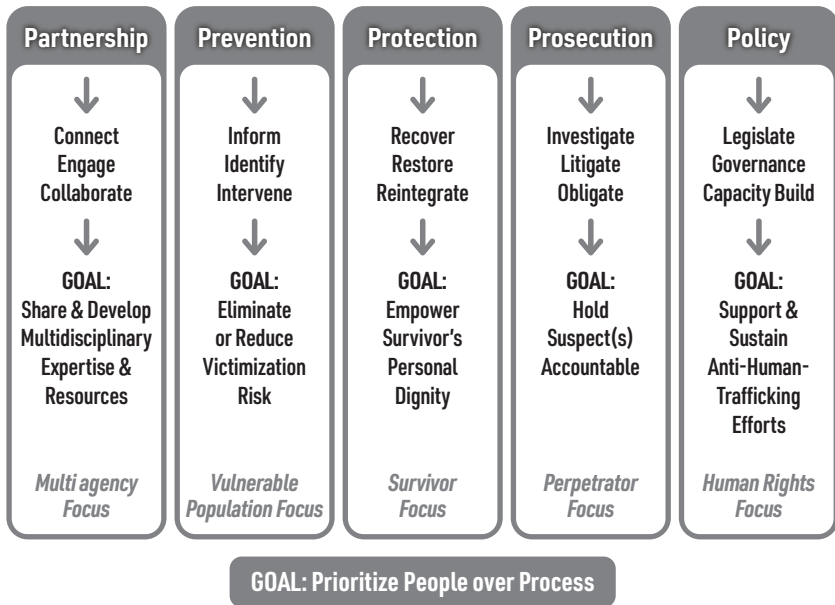 Partnership
Connect
Engage
Collaborate
GOAL:
Share & Develop
Multidisciplinary
Expertise &
Resources
Multi agency
Focus
Prevention
Inform
Identify
Intervene
GOAL:
Eliminate
or Reduce
Victimization
Risk
Vulnerable
Population Focus
Protection
Recover
Restore
Reintegrate
GOAL:
Empower
Survivor's
Personal
Dignity
Survivor
Focus
Prosecution
Investigate
Litigate
Obligate
GOAL:
Hold
Suspect(s)
Accountable
Perpetrator
Focus
Policy
Legislate
Governance
Capacity Build
GOAL:
Support &
Sustain
Anti-Human-
Trafficking
Efforts
Human Rights
Focus
GOAL: Prioritize People over Process